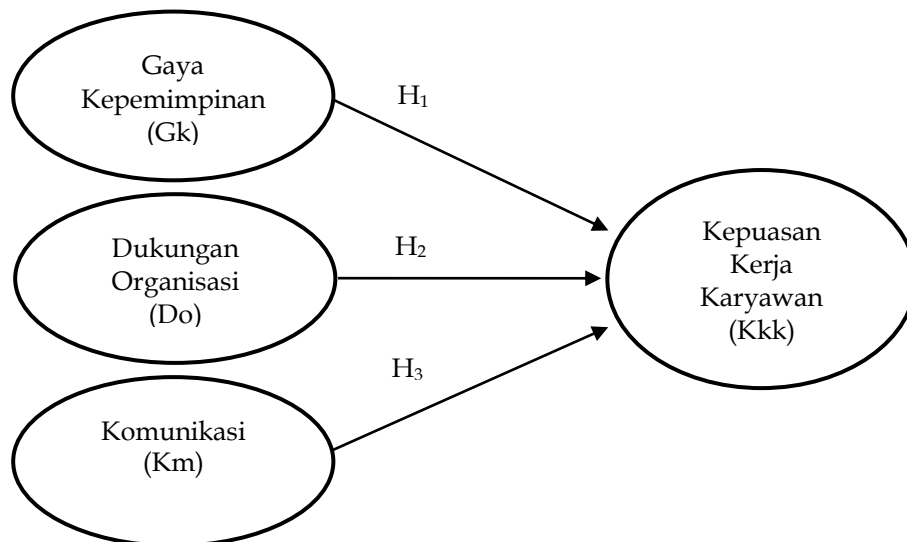 Gaya
Kepemimpinan
(Gk)
H₁
Dukungan
Organisasi
(Do)
H₂
Komunikasi
(Km)
H₃
Kepuasan
Kerja
Karyawan
(Kkk)